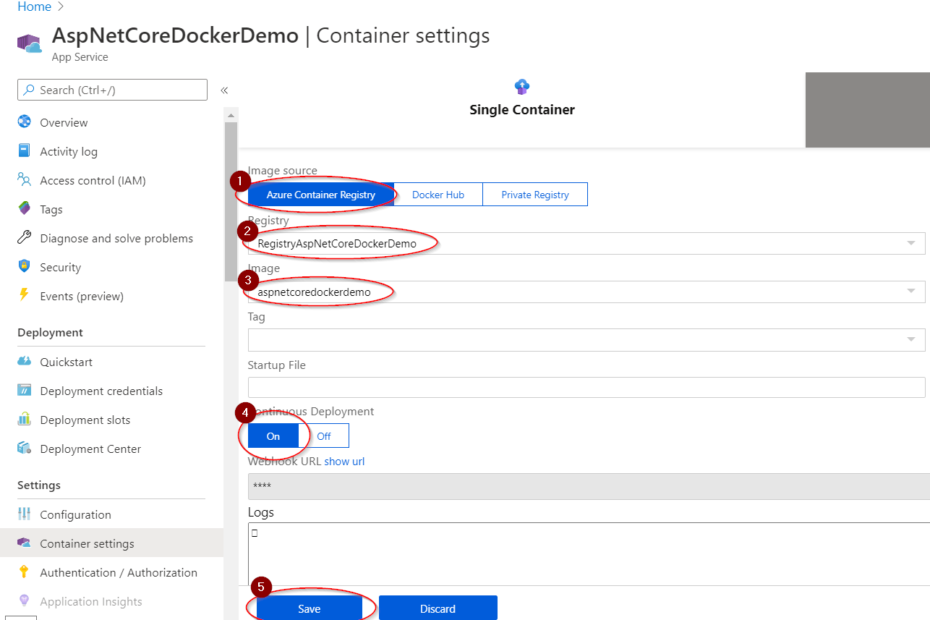 Home >
AspNetCoreDockerDemo | Container settings
App Service
Search (Ctrl+/)
«
Overview
Activity log
Access control (IAM)
Tags
Diagnose and solve problems
Security
Events (preview)
Deployment
Quickstart
Deployment credentials
Deployment slots
Deployment Center
Settings
Configuration
Container settings
Authentication / Authorization
Application Insights
Single Container
Image source
1
Azure Container Registry Docker Hub Private Registry
Registry
2
RegistryAspNetCoreDockerDemo
Image
3
aspnetcoredockerdemo
Tag
Startup File
Continuous Deployment
4
On Off
Webhook URL show url
****
Logs
5
Save Discard